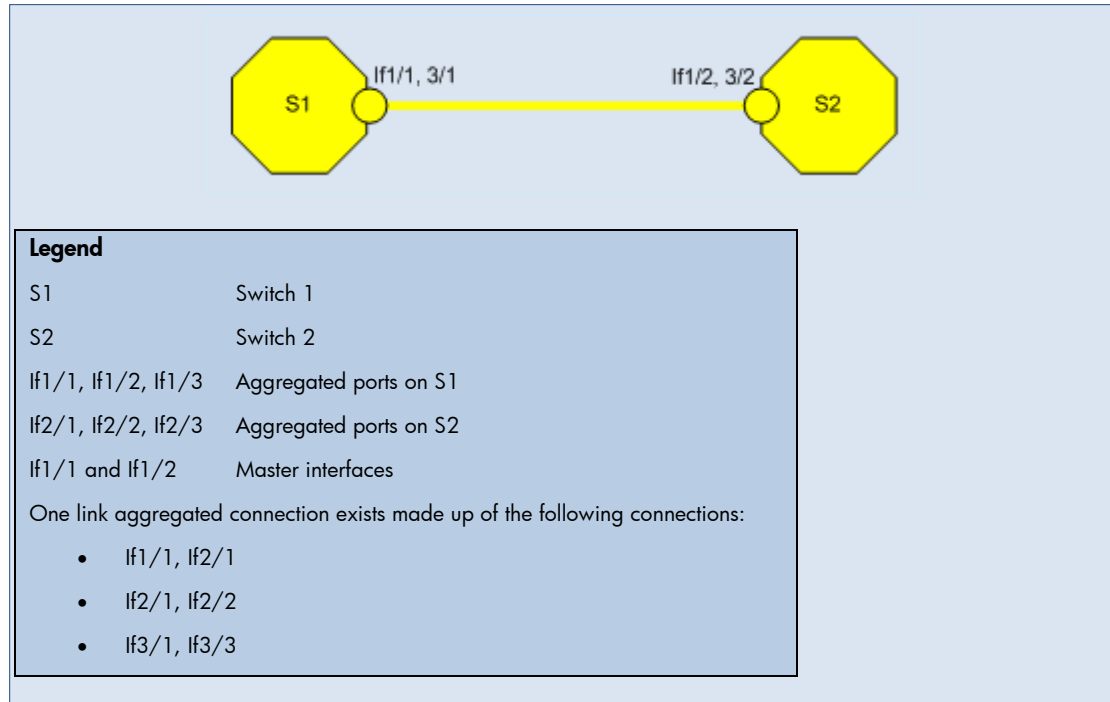 If1/1, 3/1
If1/2, 3/2
S1
S2
Legend
S1 Switch 1
S2 Switch 2
If1/1, If1/2, If1/3 Aggregated ports on S1
If2/1, If2/2, If2/3 Aggregated ports on S2
If1/1 and If1/2 Master interfaces
One link aggregated connection exists made up of the following connections:
• If1/1, If2/1
• If2/1, If2/2
• If3/1, If3/3